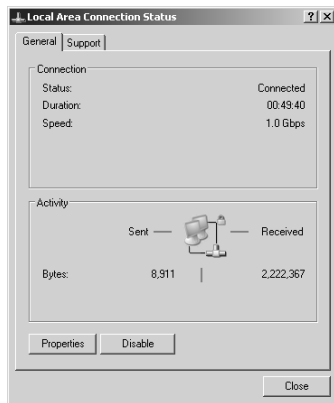 Local Area Connection Status
General Support
Connection
Status: Connected
Duration: 00:49:40
Speed: 1.0 Gbps
Activity
Sent — — Received
Bytes: 8,911 | 2,222,367
Properties Disable
Close